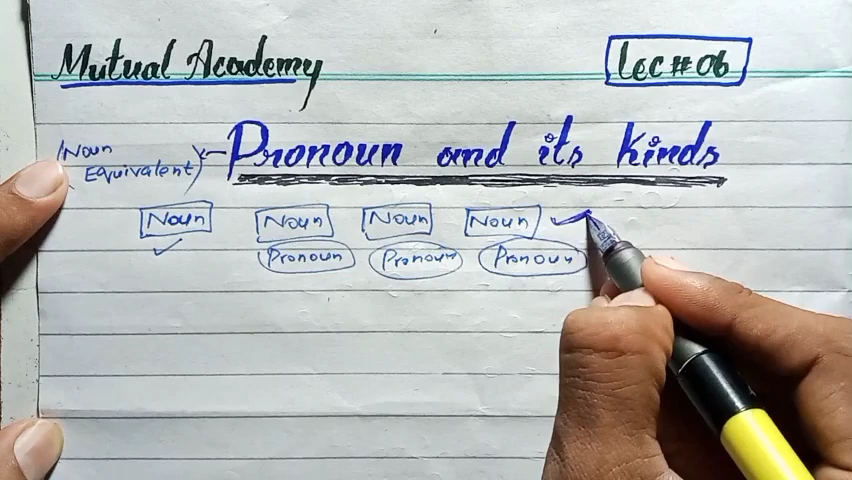 Mutual Academy Lec # 06
(Noun Equivalent) Pronoun and its Kinds
Noun Noun Noun Noun
Pronoun Pronoun Pronoun